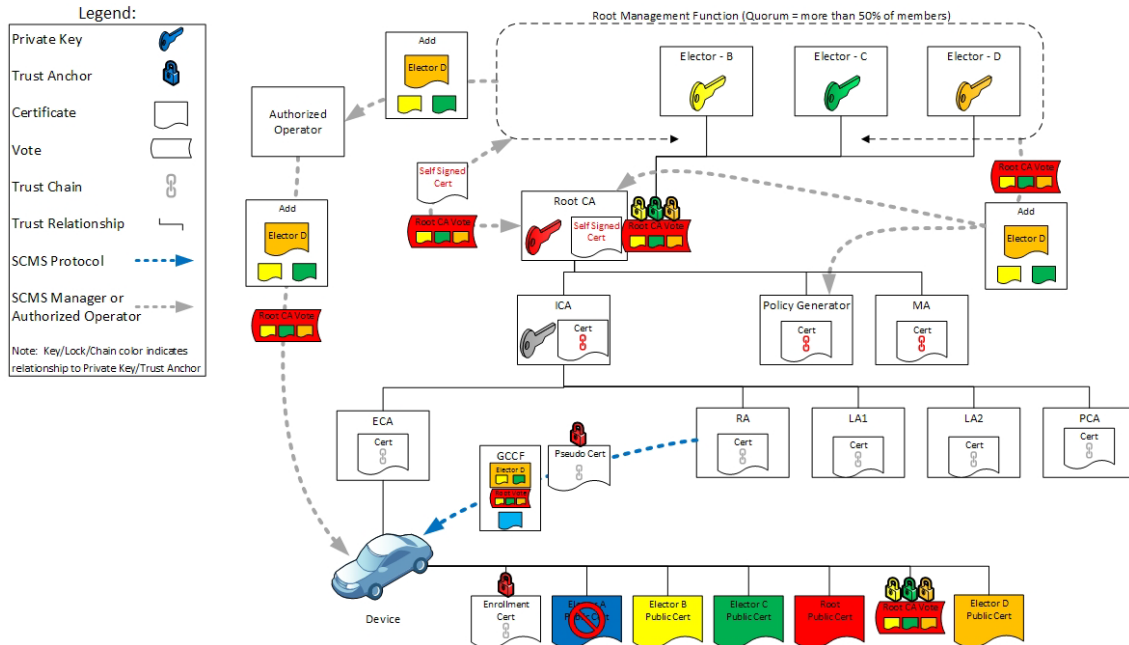 Legend:
Private Key
Trust Anchor
Certificate
Vote
Trust Chain
Trust Relationship
SCMS Protocol
SCMS Manager or
Authorized Operator
Note: Key/Lock/Chain color indicates
relationship to Private Key/Trust Anchor
Root Management Function (Quorum = more than 50% of members)
Elector - B
Elector - C
Elector - D
Add
Elector D
Authorized
Operator
Self Signed
Cert
Root CA Vote
Root CA
Self Signed
Cert
Root CA Vote
Root CA Vote
Add
Elector D
Add
Elector D
Root CA Vote
ICA
Cert
Policy Generator
Cert
MA
Cert
ECA
Cert
GCCF
Elector D
Root Vote
Pseudo Cert
RA
Cert
LA1
Cert
LA2
Cert
PCA
Cert
Device
Enrollment
Cert
Elector A
Public Cert
Elector B
Public Cert
Elector C
Public Cert
Root
Public Cert
Root CA Vote
Elector D
Public Cert